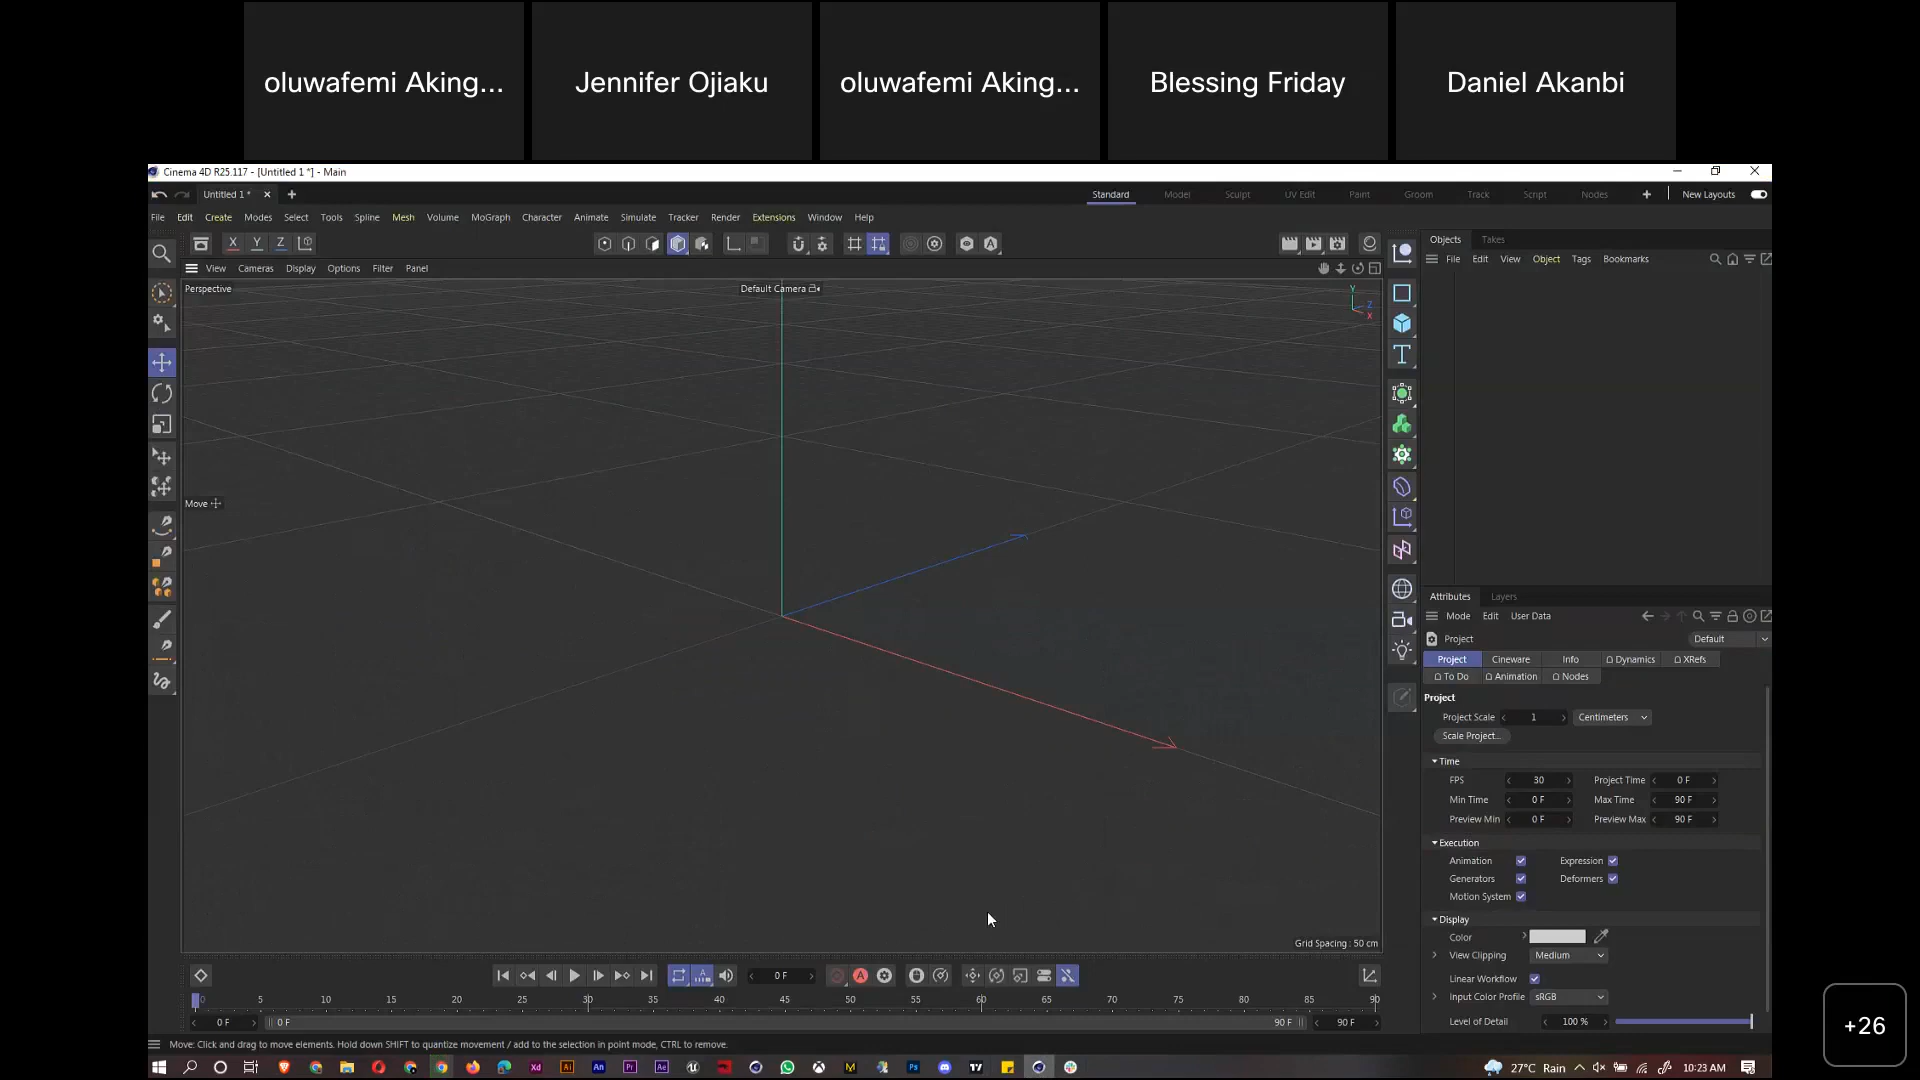 oluwafemi Aking...
Jennifer Ojiaku
oluwafemi Aking...
Blessing Friday
Daniel Akanbi
Cinema 4D R25.117 - [Untitled 1 *] - Main
Untitled 1 *
Standard
Model
Sculpt
UV Edit
Paint
Groom
Track
Script
Nodes
New Layouts
File Edit Create Modes Select Tools Spline Mesh Volume MoGraph Character Animate Simulate Tracker Render Extensions Window Help
X Y Z
Objects Takes
File Edit View Object Tags Bookmarks
View Cameras Display Options Filter Panel
Perspective
Default Camera
Y
Z
X
Move
Grid Spacing : 50 cm
Attributes Layers
Mode Edit User Data
Project
Default
Project Cineware Info Dynamics XRefs
To Do Animation Nodes
Project
Project Scale 1 Centimeters
Scale Project...
Time
FPS 30 Project Time 0 F
Min Time 0 F Max Time 90 F
Preview Min 0 F Preview Max 90 F
Execution
Animation Expression
Generators Deformers
Motion System
Display
Color
View Clipping Medium
Linear Workflow
Input Color Profile sRGB
Level of Detail 100 %
0 F
0 5 10 15 20 25 30 35 40 45 50 55 60 65 70 75 80 85 90
0 F 0 F 90 F 90 F
Move: Click and drag to move elements. Hold down SHIFT to quantize movement / add to the selection in point mode, CTRL to remove.
27°C Rain
10:23 AM
+26